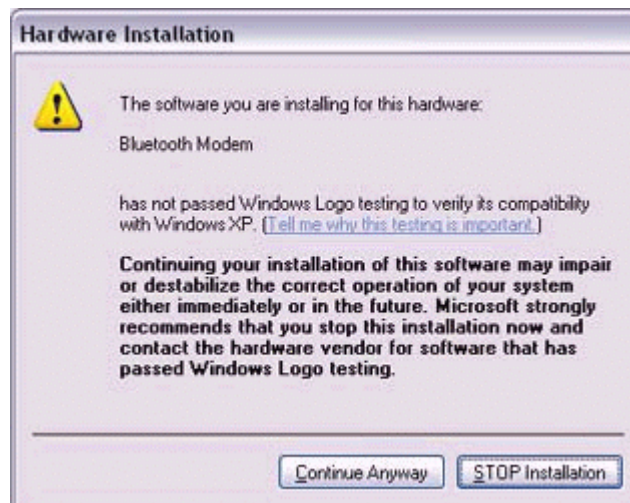 Hardware Installation
The software you are installing for this hardware:
Bluetooth Modem
has not passed Windows Logo testing to verify its compatibility
with Windows XP. (Tell me why this testing is important.)
Continuing your installation of this software may impair
or destabilize the correct operation of your system
either immediately or in the future. Microsoft strongly
recommends that you stop this installation now and
contact the hardware vendor for software that has
passed Windows Logo testing.
Continue Anyway
STOP Installation